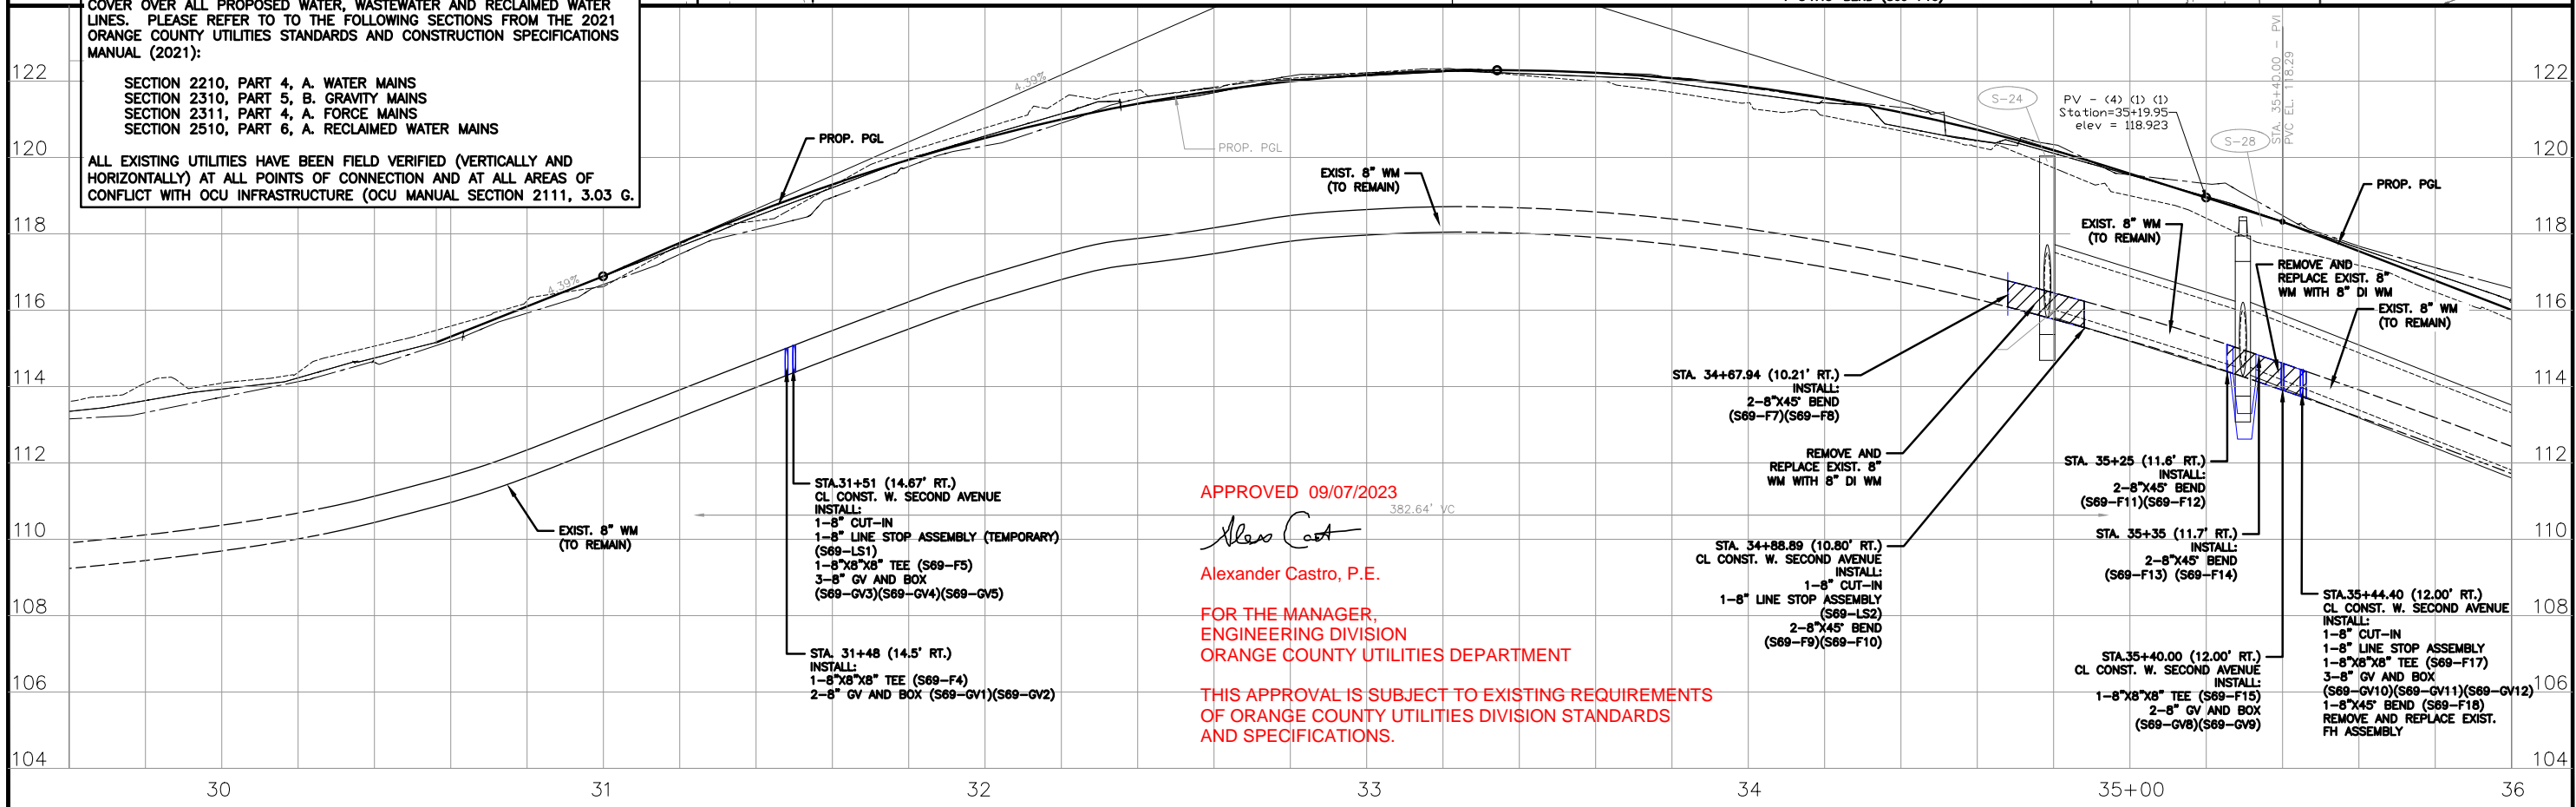 COVER OVER ALL PROPOSED WATER, WASTEWATER AND RECLAIMED WATER
LINES. PLEASE REFER TO TO THE FOLLOWING SECTIONS FROM THE 2021
ORANGE COUNTY UTILITIES STANDARDS AND CONSTRUCTION SPECIFICATIONS
MANUAL (2021):
SECTION 2210, PART 4, A. WATER MAINS
SECTION 2310, PART 5, B. GRAVITY MAINS
SECTION 2311, PART 4, A. FORCE MAINS
SECTION 2510, PART 6, A. RECLAIMED WATER MAINS
ALL EXISTING UTILITIES HAVE BEEN FIELD VERIFIED (VERTICALLY AND
HORIZONTALLY) AT ALL POINTS OF CONNECTION AND AT ALL AREAS OF
CONFLICT WITH OCU INFRASTRUCTURE (OCU MANUAL SECTION 2111, 3.03 G.
122
120
118
116
114
112
110
108
106
104
4.39%
4.39%
PROP. PGL
PROP. PGL
EXIST. 8" WM
(TO REMAIN)
S-24
PV - (4) (1) (1)
Station=35+19.95
elev = 118.923
S-28
STA. 35+40.00 - PVI
PVC EL. 118.29
PROP. PGL
EXIST. 8" WM
(TO REMAIN)
REMOVE AND
REPLACE EXIST. 8"
WM WITH 8" DI WM
EXIST. 8" WM
(TO REMAIN)
EXIST. 8" WM
(TO REMAIN)
STA.31+51 (14.67' RT.)
CL CONST. W. SECOND AVENUE
INSTALL:
1-8" CUT-IN
1-8" LINE STOP ASSEMBLY (TEMPORARY)
(S69-LS1)
1-8"X8"X8" TEE (S69-F5)
3-8" GV AND BOX
(S69-GV3)(S69-GV4)(S69-GV5)
STA. 31+48 (14.5' RT.)
INSTALL:
1-8"X8"X8" TEE (S69-F4)
2-8" GV AND BOX (S69-GV1)(S69-GV2)
APPROVED 09/07/2023
382.64' VC
Alexander Castro, P.E.
FOR THE MANAGER,
ENGINEERING DIVISION
ORANGE COUNTY UTILITIES DEPARTMENT
THIS APPROVAL IS SUBJECT TO EXISTING REQUIREMENTS
OF ORANGE COUNTY UTILITIES DIVISION STANDARDS
AND SPECIFICATIONS.
STA. 34+67.94 (10.21' RT.)
INSTALL:
2-8"X45° BEND
(S69-F7)(S69-F8)
REMOVE AND
REPLACE EXIST. 8"
WM WITH 8" DI WM
STA. 34+88.89 (10.80' RT.)
CL CONST. W. SECOND AVENUE
INSTALL:
1-8" CUT-IN
1-8" LINE STOP ASSEMBLY
(S69-LS2)
2-8"X45° BEND
(S69-F9)(S69-F10)
STA. 35+25 (11.6' RT.)
INSTALL:
2-8"X45° BEND
(S69-F11)(S69-F12)
STA. 35+35 (11.7' RT.)
INSTALL:
2-8"X45° BEND
(S69-F13) (S69-F14)
STA.35+40.00 (12.00' RT.)
CL CONST. W. SECOND AVENUE
INSTALL:
1-8"X8"X8" TEE (S69-F15)
2-8" GV AND BOX
(S69-GV8)(S69-GV9)
STA.35+44.40 (12.00' RT.)
CL CONST. W. SECOND AVENUE
INSTALL:
1-8" CUT-IN
1-8" LINE STOP ASSEMBLY
1-8"X8"X8" TEE (S69-F17)
3-8" GV AND BOX
(S69-GV10)(S69-GV11)(S69-GV12)
1-8"X45° BEND (S69-F18)
REMOVE AND REPLACE EXIST.
FH ASSEMBLY
122
120
118
116
114
112
110
108
106
104
30
31
32
33
34
35+00
36